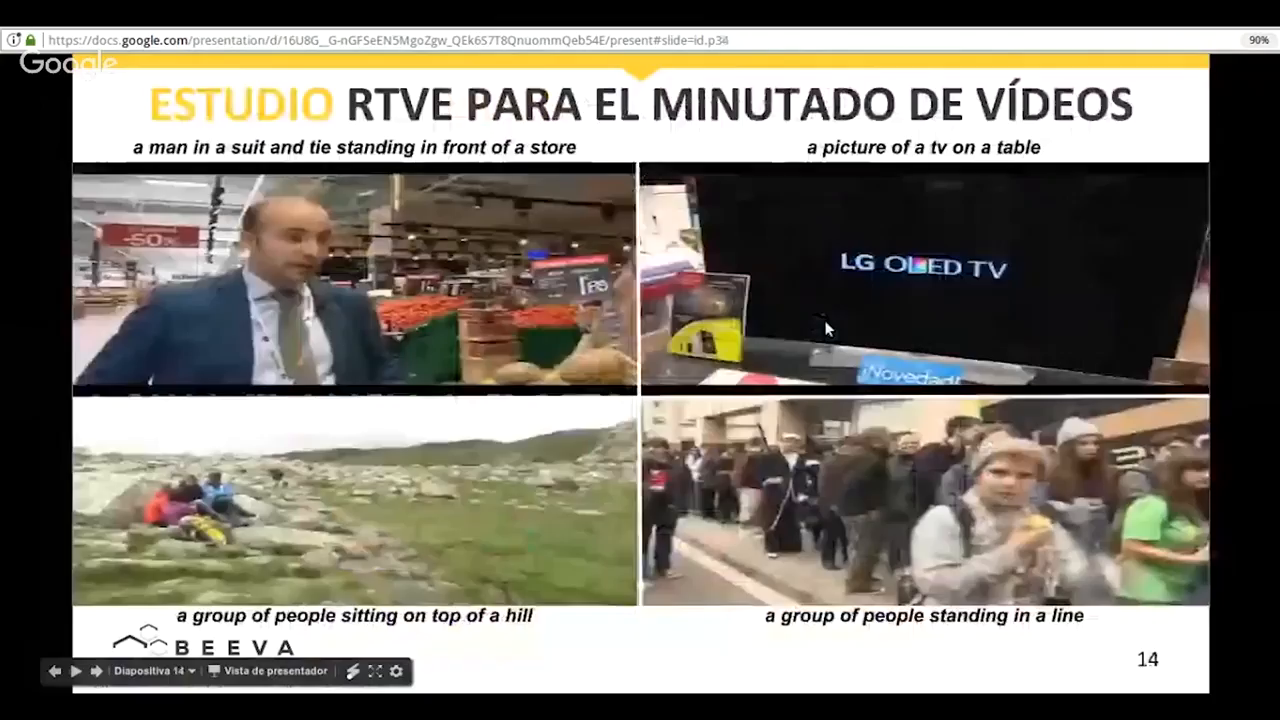 https://docs.google.com/presentation/d/16U8G__G-nGFSeEN5MgoZgw_QEk6S7T8QnuommQeb54E/present#slide=id.p34
90%
Google
ESTUDIO RTVE PARA EL MINUTADO DE VÍDEOS
a man in a suit and tie standing in front of a store
a picture of a tv on a table
-50%
LG OLED TV
¡Novedad!
a group of people sitting on top of a hill
a group of people standing in a line
BEEVA
Diapositiva 14
Vista de presentador
14